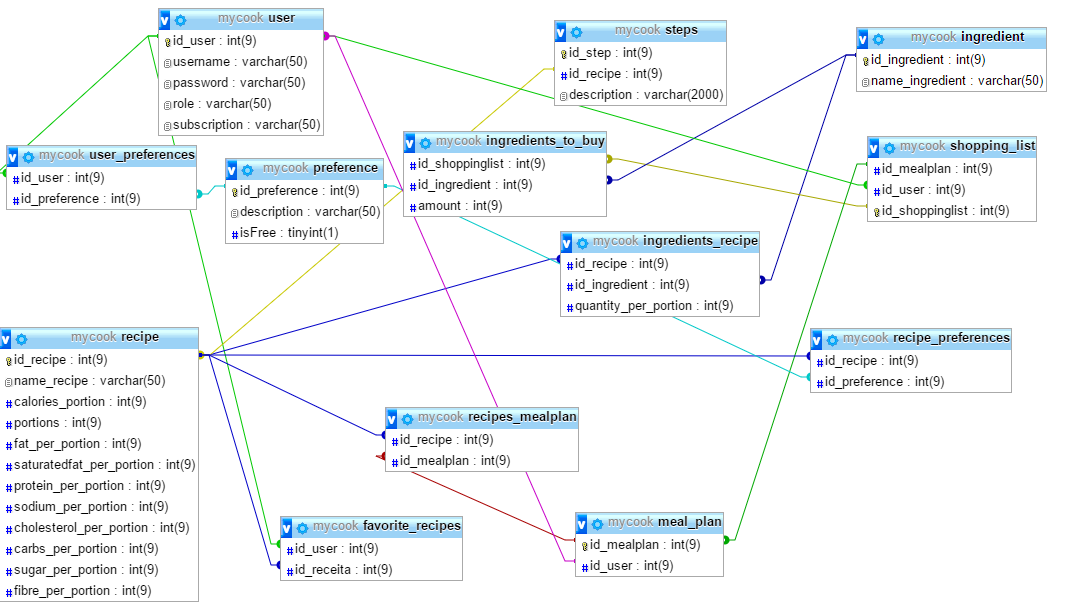 mycook user
id_user : int(9)
username : varchar(50)
password : varchar(50)
role : varchar(50)
subscription : varchar(50)
mycook steps
id_step : int(9)
id_recipe : int(9)
description : varchar(2000)
mycook ingredient
id_ingredient : int(9)
name_ingredient : varchar(50)
mycook user_preferences
id_user : int(9)
id_preference : int(9)
mycook preference
id_preference : int(9)
description : varchar(50)
isFree : tinyint(1)
mycook ingredients_to_buy
id_shoppinglist : int(9)
id_ingredient : int(9)
amount : int(9)
mycook shopping_list
id_mealplan : int(9)
id_user : int(9)
id_shoppinglist : int(9)
mycook ingredients_recipe
id_recipe : int(9)
id_ingredient : int(9)
quantity_per_portion : int(9)
mycook recipe
id_recipe : int(9)
name_recipe : varchar(50)
calories_portion : int(9)
portions : int(9)
fat_per_portion : int(9)
saturatedfat_per_portion : int(9)
protein_per_portion : int(9)
sodium_per_portion : int(9)
cholesterol_per_portion : int(9)
carbs_per_portion : int(9)
sugar_per_portion : int(9)
fibre_per_portion : int(9)
mycook recipe_preferences
id_recipe : int(9)
id_preference : int(9)
mycook recipes_mealplan
id_recipe : int(9)
id_mealplan : int(9)
mycook favorite_recipes
id_user : int(9)
id_receita : int(9)
mycook meal_plan
id_mealplan : int(9)
id_user : int(9)